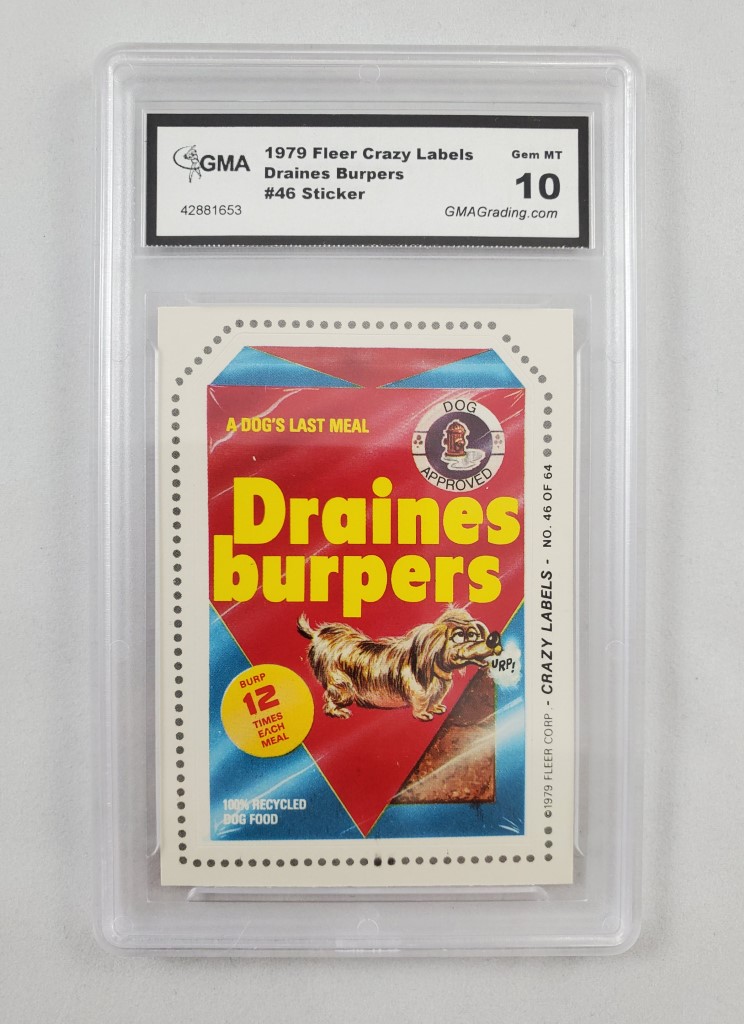 GMA
1979 Fleer Crazy Labels
Draines Burpers
#46 Sticker
42881653
Gem MT
10
GMAGrading.com
A DOG'S LAST MEAL
DOG
APPROVED
Draines
burpers
URP!
BURP
12
TIMES
EACH
MEAL
100% RECYCLED
DOG FOOD
©1979 FLEER CORP. - CRAZY LABELS - NO. 46 OF 64